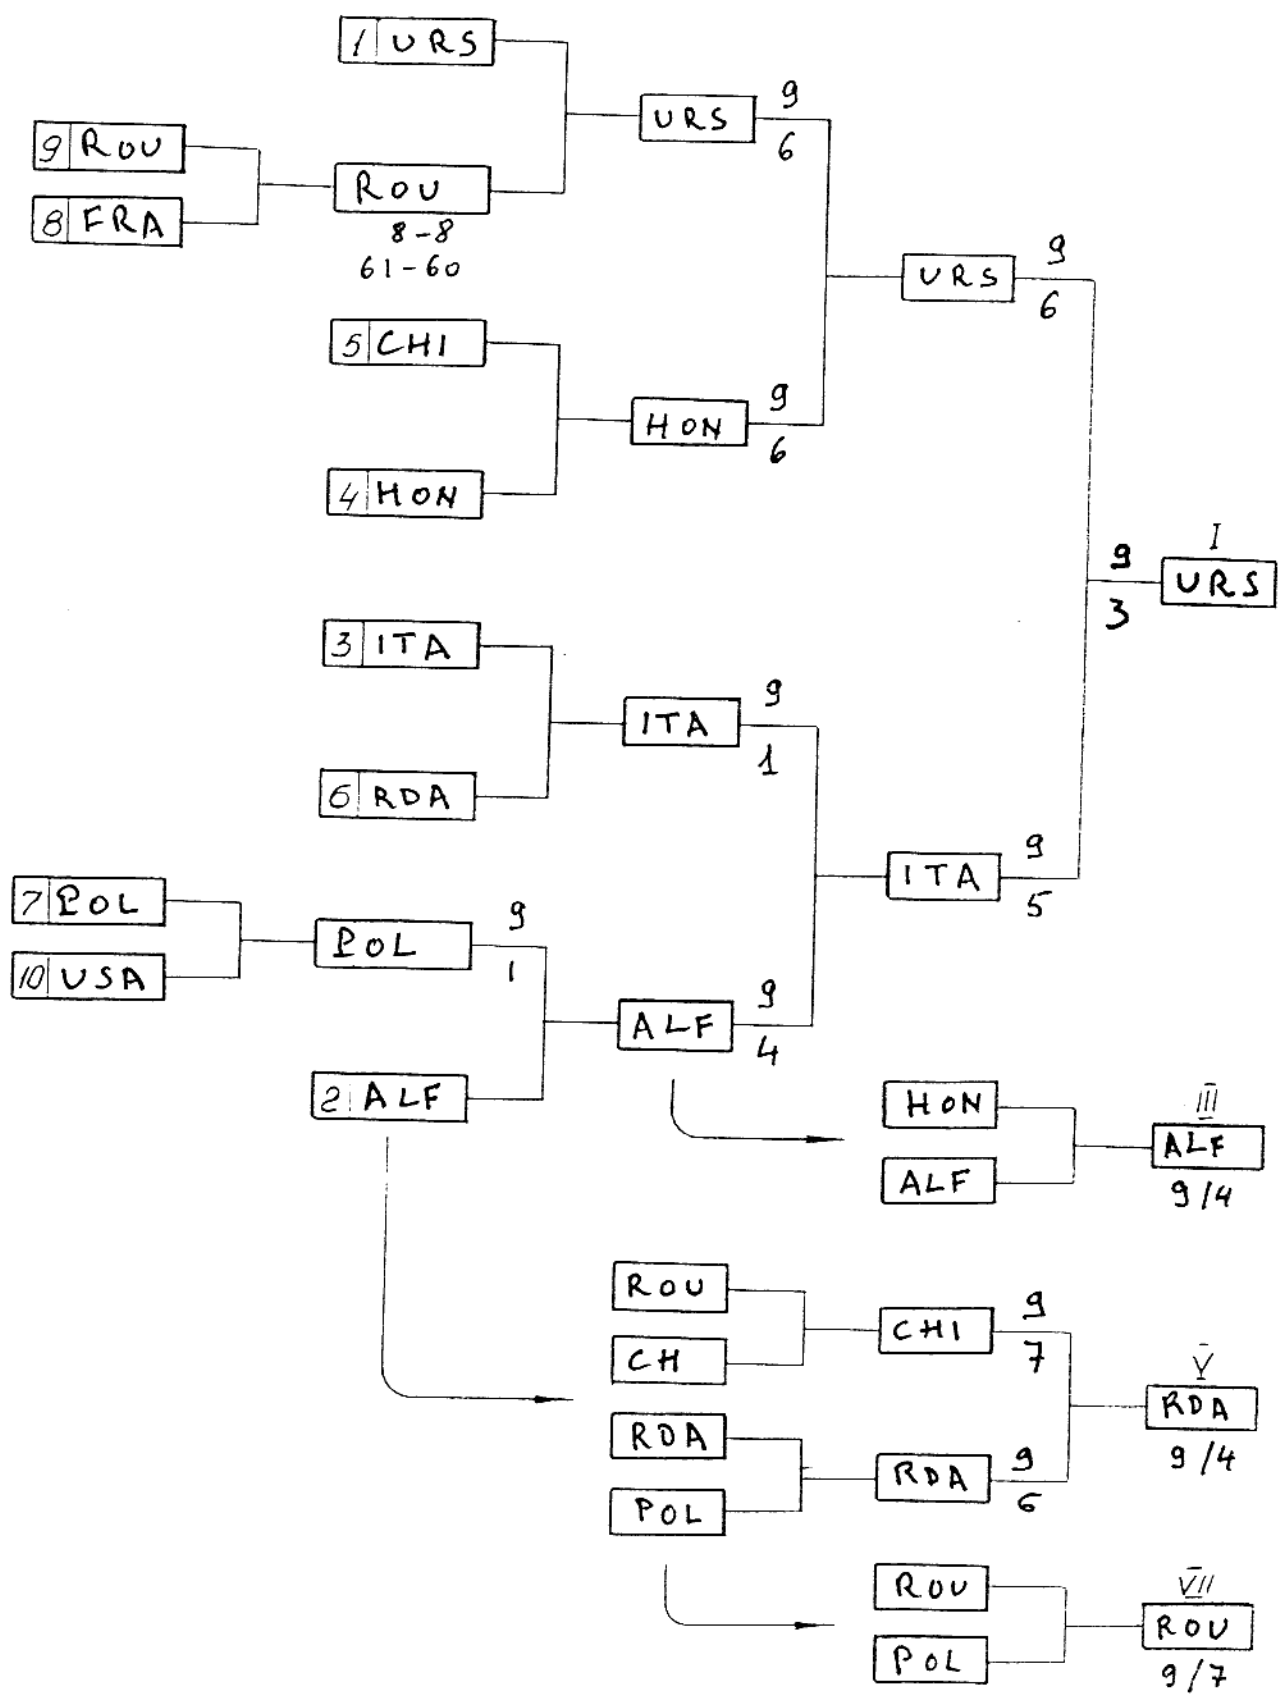 1 URS
9 ROU
8 FRA
ROU
8-8
61-60
URS
9
6
5 CHI
4 HON
HON
9
6
URS
9
6
3 ITA
6 RDA
ITA
9
1
7 POL
10 USA
POL
9
1
2 ALF
ALF
9
4
ITA
9
5
9
3
I
URS
HON
ALF
III
ALF
9/4
ROU
CH
CHI
9
7
RDA
POL
RDA
9
6
V
RDA
9/4
ROU
POL
VII
ROU
9/7